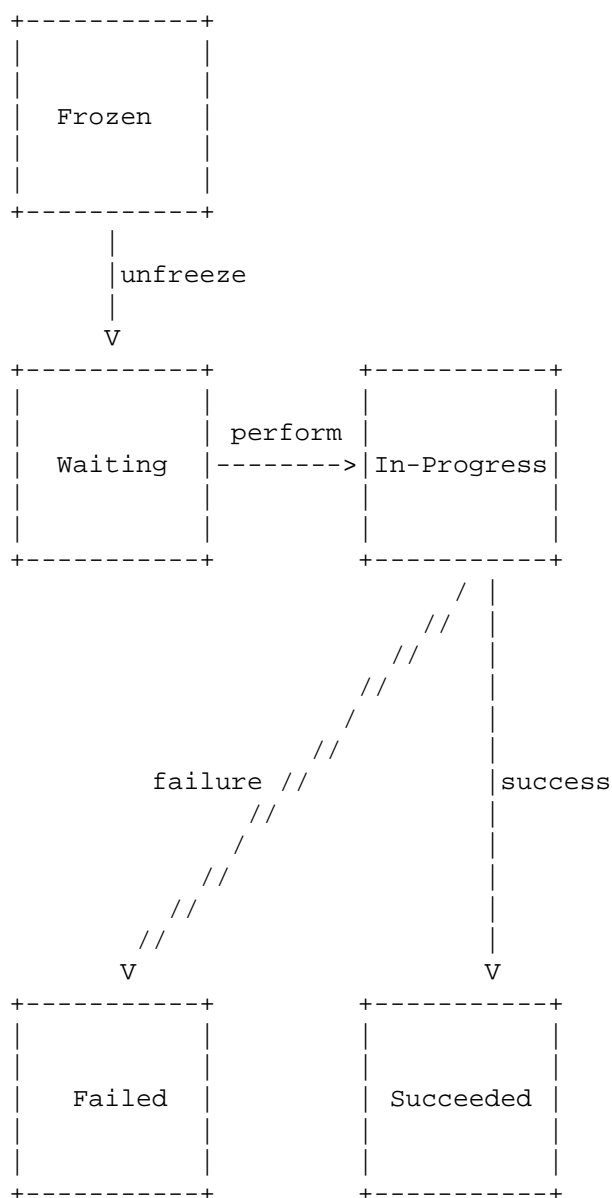 Frozen
unfreeze
perform
Waiting
In-Progress
failure
success
Failed
Succeeded